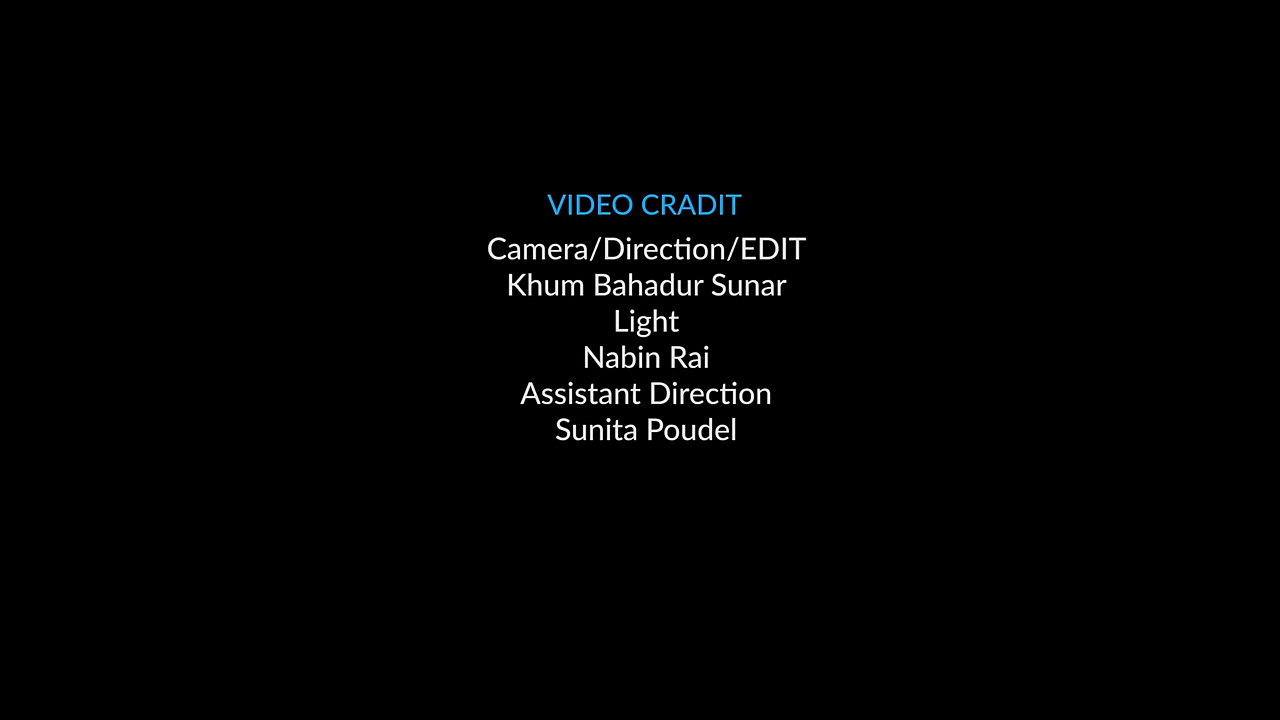 VIDEO CRADIT
Camera/Direction/EDIT
Khum Bahadur Sunar
Light
Nabin Rai
Assistant Direction
Sunita Poudel